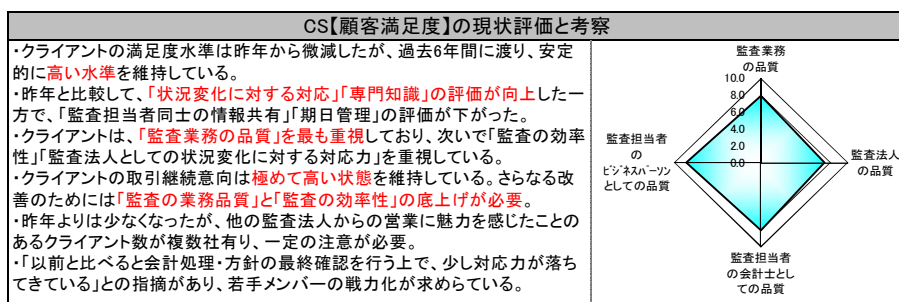 CS【顧客満足度】の現状評価と考察
・クライアントの満足度水準は昨年から微減したが、過去6年間に渡り、安定
的に高い水準を維持している。
・昨年と比較して、「状況変化に対する対応」「専門知識」の評価が向上した一
方で、「監査担当者同士の情報共有」「期日管理」の評価が下がった。
・クライアントは、「監査業務の品質」を最も重視しており、次いで「監査の効率
性」「監査法人としての状況変化に対する対応力」を重視している。
・クライアントの取引継続意向は極めて高い状態を維持している。さらなる改
善のためには「監査の業務品質」と「監査の効率性」の底上げが必要。
・昨年よりは少なくなったが、他の監査法人からの営業に魅力を感じたことの
あるクライアント数が複数社有り、一定の注意が必要。
・「以前と比べると会計処理・方針の最終確認を行う上で、少し対応力が落ち
てきている」との指摘があり、若手メンバーの戦力化が求めらている。
監査業務
の品質
10.0
8.0
6.0
4.0
2.0
0.0
監査法人
の品質
監査担当者
の会計士とし
ての品質
監査担当者
の
ビジネスパーソン
としての品質